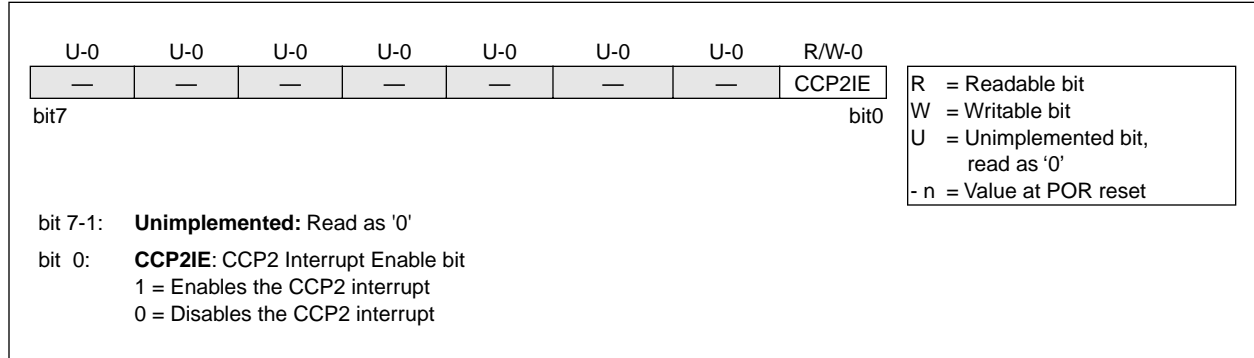 U-0 U-0 U-0 U-0 U-0 U-0 U-0 R/W-0
— — — — — — — CCP2IE
bit7 bit0
R = Readable bit
W = Writable bit
U = Unimplemented bit,
read as ‘0’
- n = Value at POR reset
bit 7-1: Unimplemented: Read as '0'
bit 0: CCP2IE: CCP2 Interrupt Enable bit
1 = Enables the CCP2 interrupt
0 = Disables the CCP2 interrupt